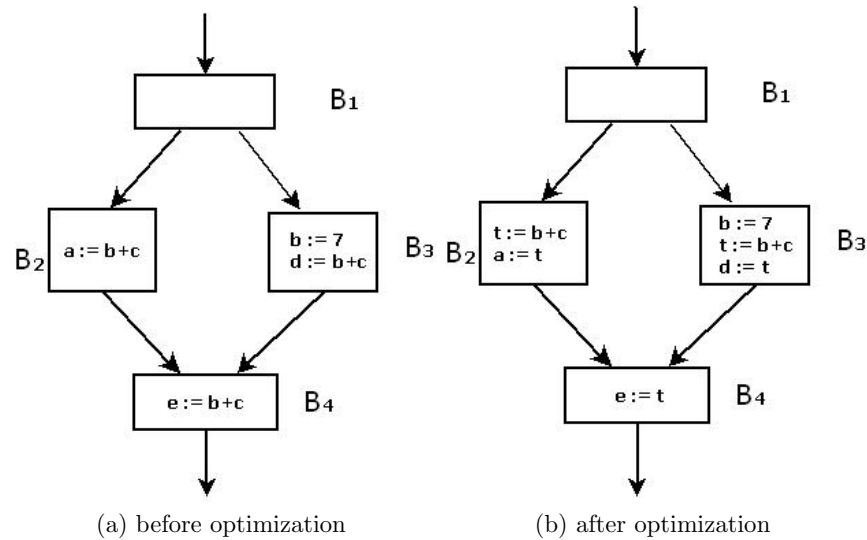 B₁
B₂
a := b+c
b := 7
d := b+c
B₃
e := b+c
B₄
(a) before optimization
B₁
B₂
t := b+c
a := t
b := 7
t := b+c
d := t
B₃
e := t
B₄
(b) after optimization